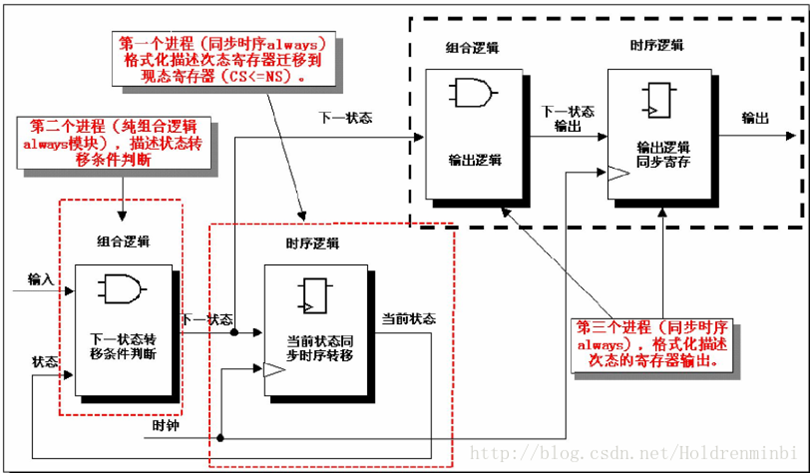 第一个进程（同步时序always）
格式化描述次态寄存器迁移到
现态寄存器（CS<=NS）。
第二个进程（纯组合逻辑
always模块），描述状态转
移条件判断
组合逻辑
时序逻辑
下一状态
输出逻辑
下一状态
输出
输出逻辑
同步寄存
输出
组合逻辑
时序逻辑
输入
下一状态转
移条件判断
状态
下一状态
当前状态同
步时序转移
当前状态
时钟
第三个进程（同步时序
always），格式化描述
次态的寄存器输出。
http://blog.csdn.net/Holdrenminbi